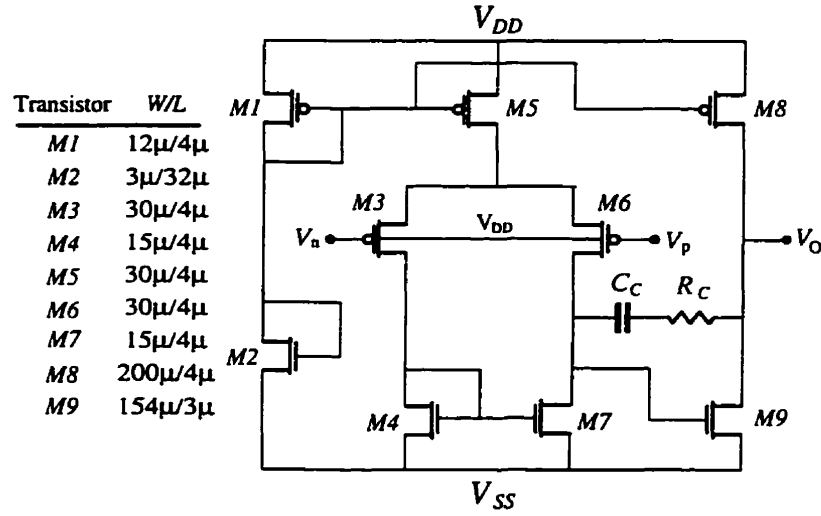 V_DD
Transistor W/L
M1 12µ/4µ
M2 3µ/32µ
M3 30µ/4µ
M4 15µ/4µ
M5 30µ/4µ
M6 30µ/4µ
M7 15µ/4µ
M8 200µ/4µ
M9 154µ/3µ
M1
M5
M8
M3
M6
V_n
V_DD
V_p
V_O
C_C
R_C
M2
M4
M7
M9
V_SS